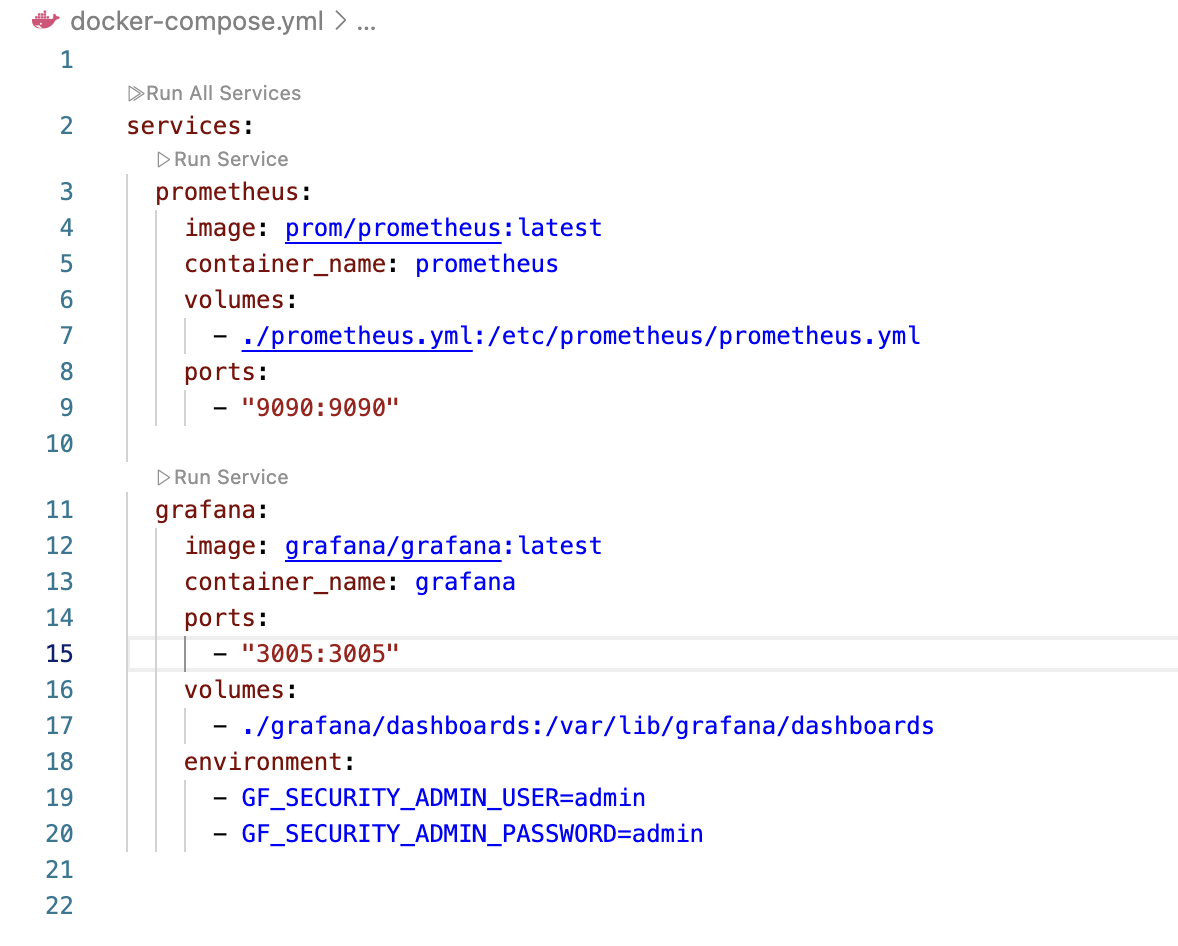 docker-compose.yml > ...
1
Run All Services
2 services:
Run Service
3   prometheus:
4     image: prom/prometheus:latest
5     container_name: prometheus
6     volumes:
7       - ./prometheus.yml:/etc/prometheus/prometheus.yml
8     ports:
9       - "9090:9090"
10
Run Service
11   grafana:
12     image: grafana/grafana:latest
13     container_name: grafana
14     ports:
15       - "3005:3005"
16     volumes:
17       - ./grafana/dashboards:/var/lib/grafana/dashboards
18     environment:
19       - GF_SECURITY_ADMIN_USER=admin
20       - GF_SECURITY_ADMIN_PASSWORD=admin
21
22